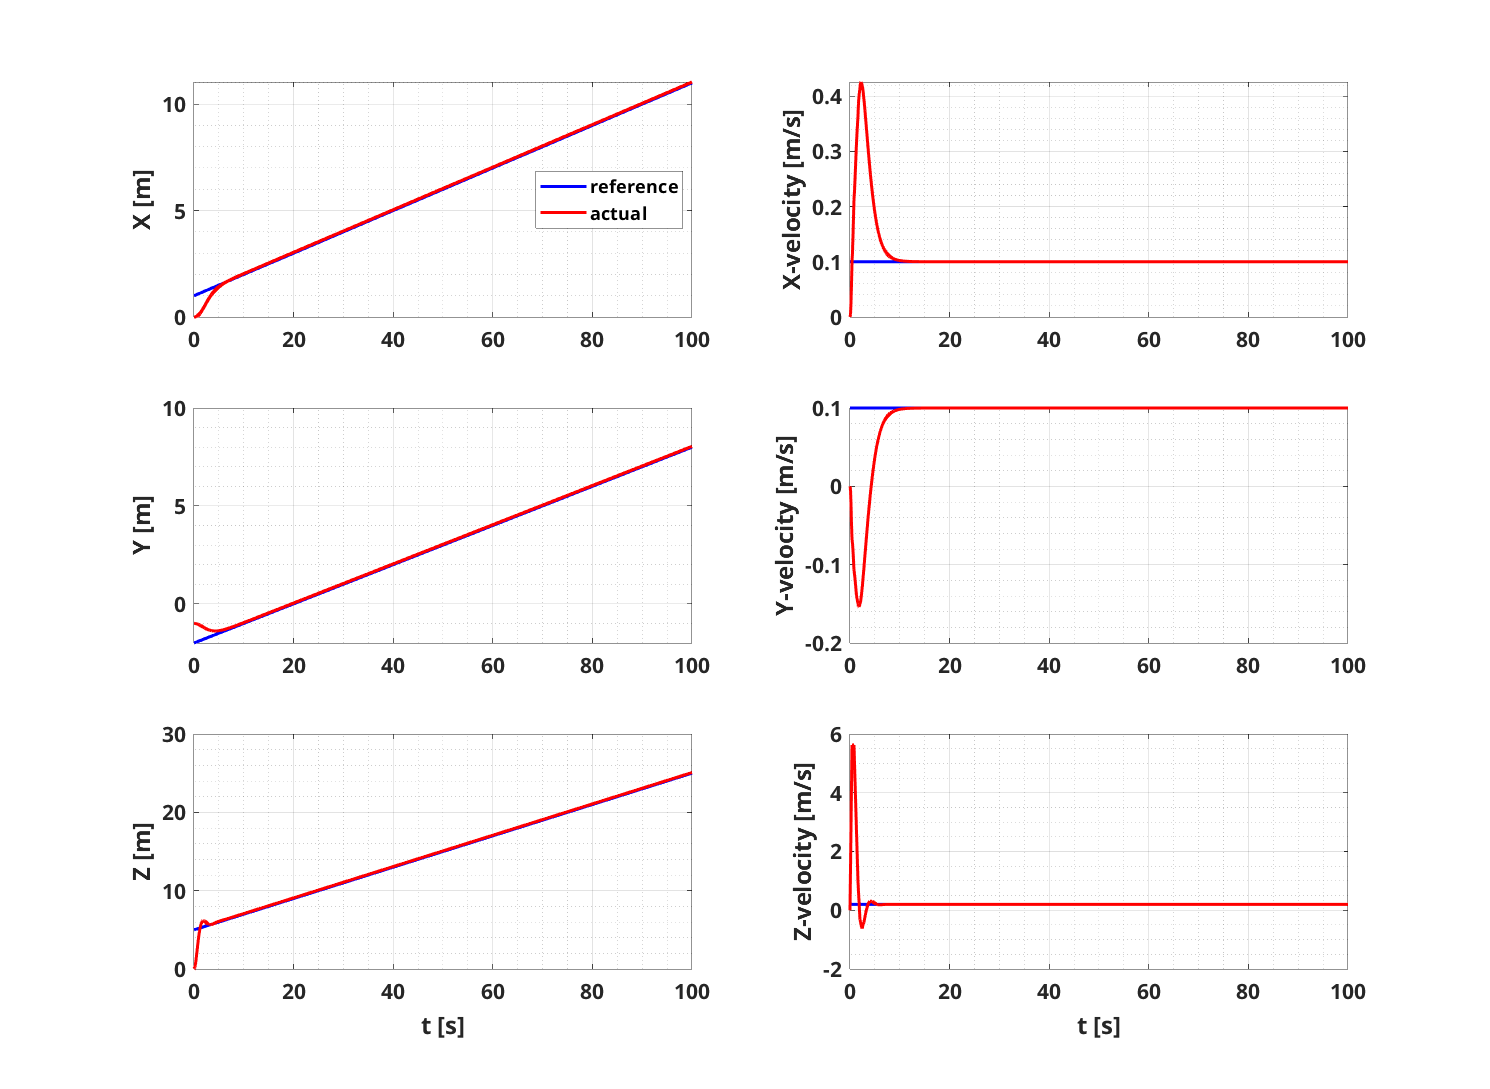 10
5
0
X [m]
reference
actual
0 20 40 60 80 100
0.4
0.3
0.2
0.1
0
X-velocity [m/s]
0 20 40 60 80 100
10
5
0
Y [m]
0 20 40 60 80 100
0.1
0
-0.1
-0.2
Y-velocity [m/s]
0 20 40 60 80 100
30
20
10
0
Z [m]
0 20 40 60 80 100
t [s]
6
4
2
0
-2
Z-velocity [m/s]
0 20 40 60 80 100
t [s]